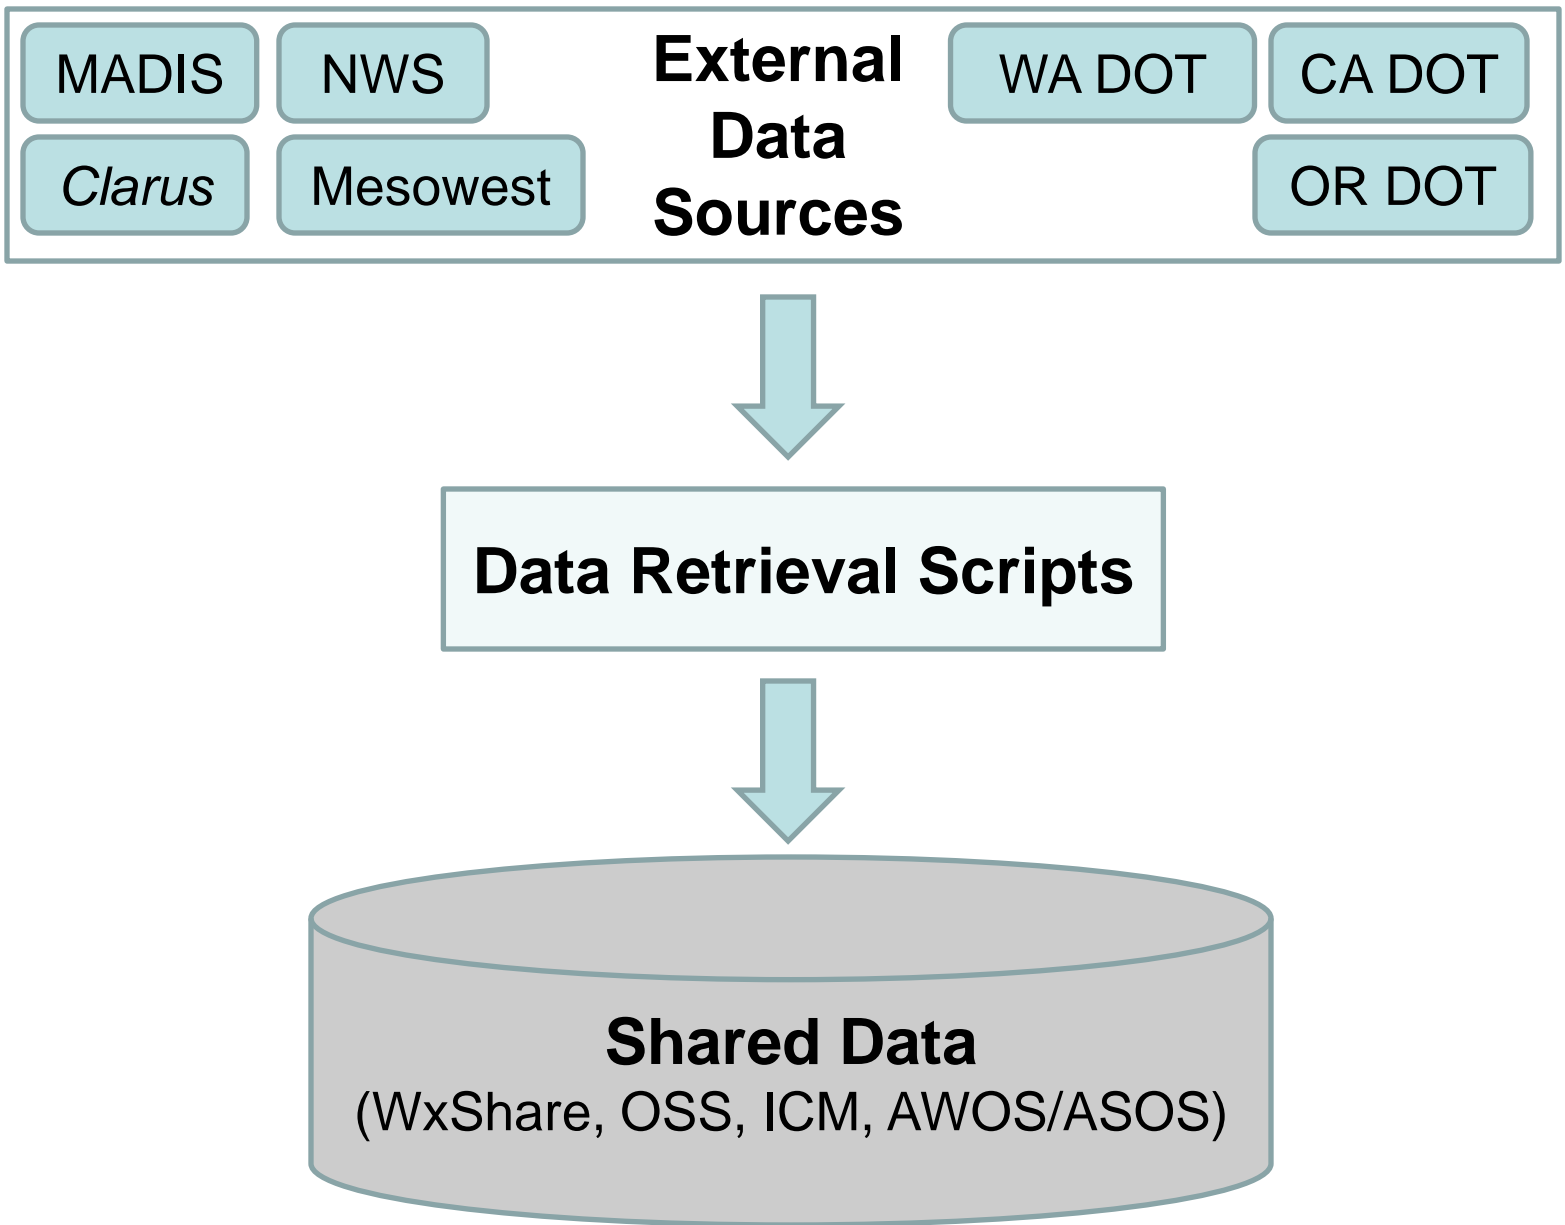 MADIS
NWS
Clarus
Mesowest
External
Data
Sources
WA DOT
CA DOT
OR DOT
Data Retrieval Scripts
Shared Data
(WxShare, OSS, ICM, AWOS/ASOS)